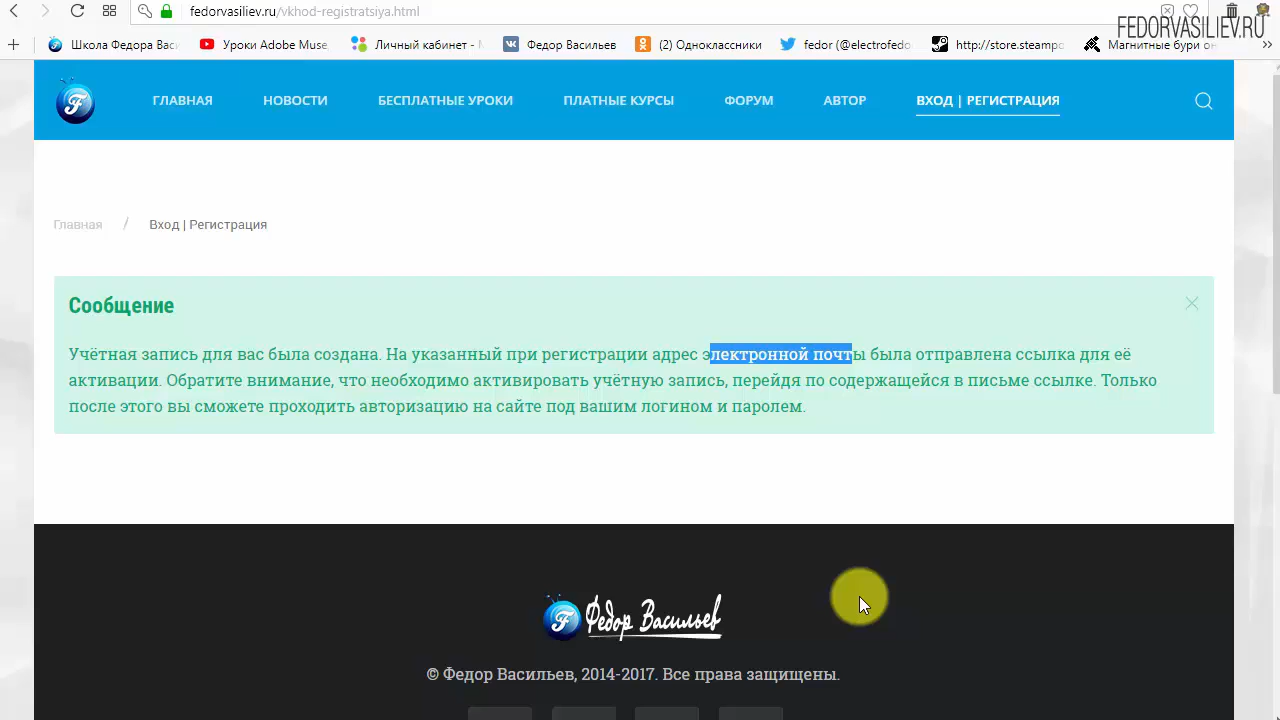 fedorvasiliev.ru/vkhod-registratsiya.html
FEDORVASILIEV.RU
Школа Федора Васи
Уроки Adobe Muse,
Личный кабинет - М
Федор Васильев
(2) Одноклассники
fedor (@electrofedo
http://store.steampo
Магнитные бури он
ГЛАВНАЯ
НОВОСТИ
БЕСПЛАТНЫЕ УРОКИ
ПЛАТНЫЕ КУРСЫ
ФОРУМ
АВТОР
ВХОД | РЕГИСТРАЦИЯ
Главная / Вход | Регистрация
Сообщение
Учётная запись для вас была создана. На указанный при регистрации адрес электронной почты была отправлена ссылка для её
активации. Обратите внимание, что необходимо активировать учётную запись, перейдя по содержащейся в письме ссылке. Только
после этого вы сможете проходить авторизацию на сайте под вашим логином и паролем.
Федор Васильев
© Федор Васильев, 2014-2017. Все права защищены.